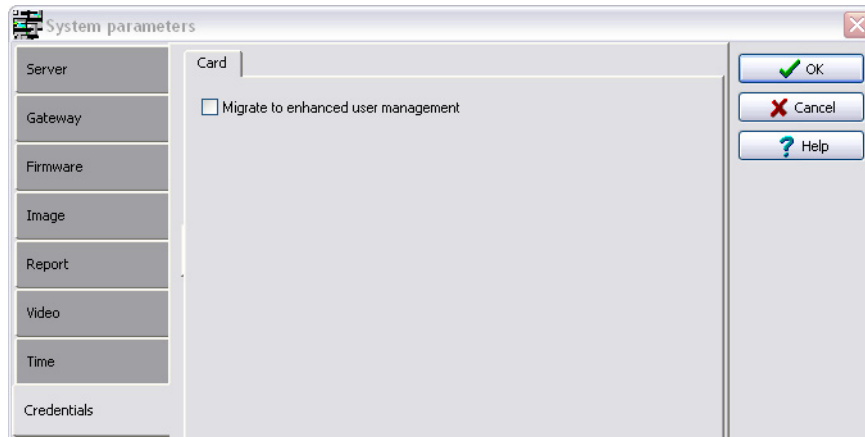 System parameters
Server
Gateway
Firmware
Image
Report
Video
Time
Credentials
Card
Migrate to enhanced user management
OK
Cancel
Help